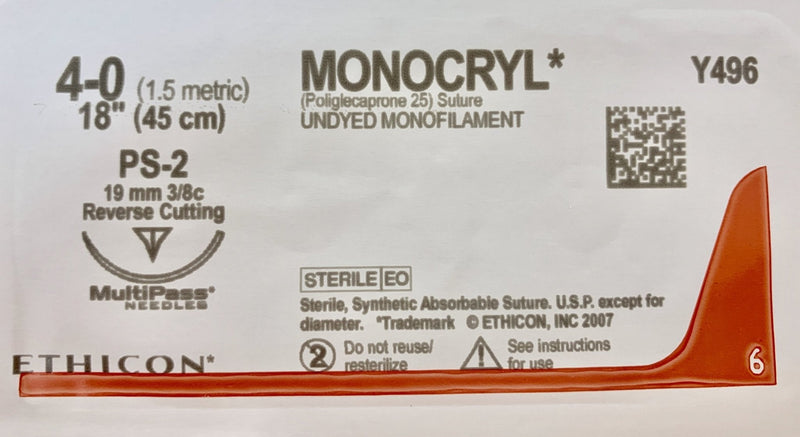 4-0 (1.5 metric)
18" (45 cm)
PS-2
19 mm 3/8c
Reverse Cutting
MultiPass*
NEEDLES
ETHICON*
MONOCRYL*
(Poliglecaprone 25) Suture
UNDYED MONOFILAMENT
Y496
STERILE EO
Sterile, Synthetic Absorbable Suture. U.S.P. except for
diameter. *Trademark © ETHICON, INC 2007
2 Do not reuse/
resterilize
See instructions
for use
6